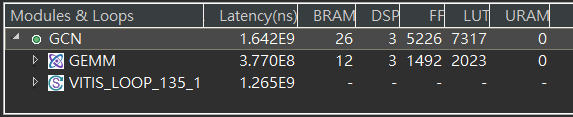 Modules & Loops Latency(ns) BRAM DSP FF LUT URAM
GCN 1.642E9 26 3 5226 7317 0
GEMM 3.770E8 12 3 1492 2023 0
VITIS_LOOP_135_1 1.265E9 - - - - -